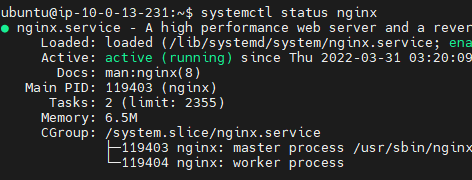 ubuntu@ip-10-0-13-231:~$ systemctl status nginx
● nginx.service - A high performance web server and a rever
Loaded: loaded (/lib/systemd/system/nginx.service; ena
Active: active (running) since Thu 2022-03-31 03:20:09
Docs: man:nginx(8)
Main PID: 119403 (nginx)
Tasks: 2 (limit: 2355)
Memory: 6.5M
CGroup: /system.slice/nginx.service
├─119403 nginx: master process /usr/sbin/nginx
└─119404 nginx: worker process